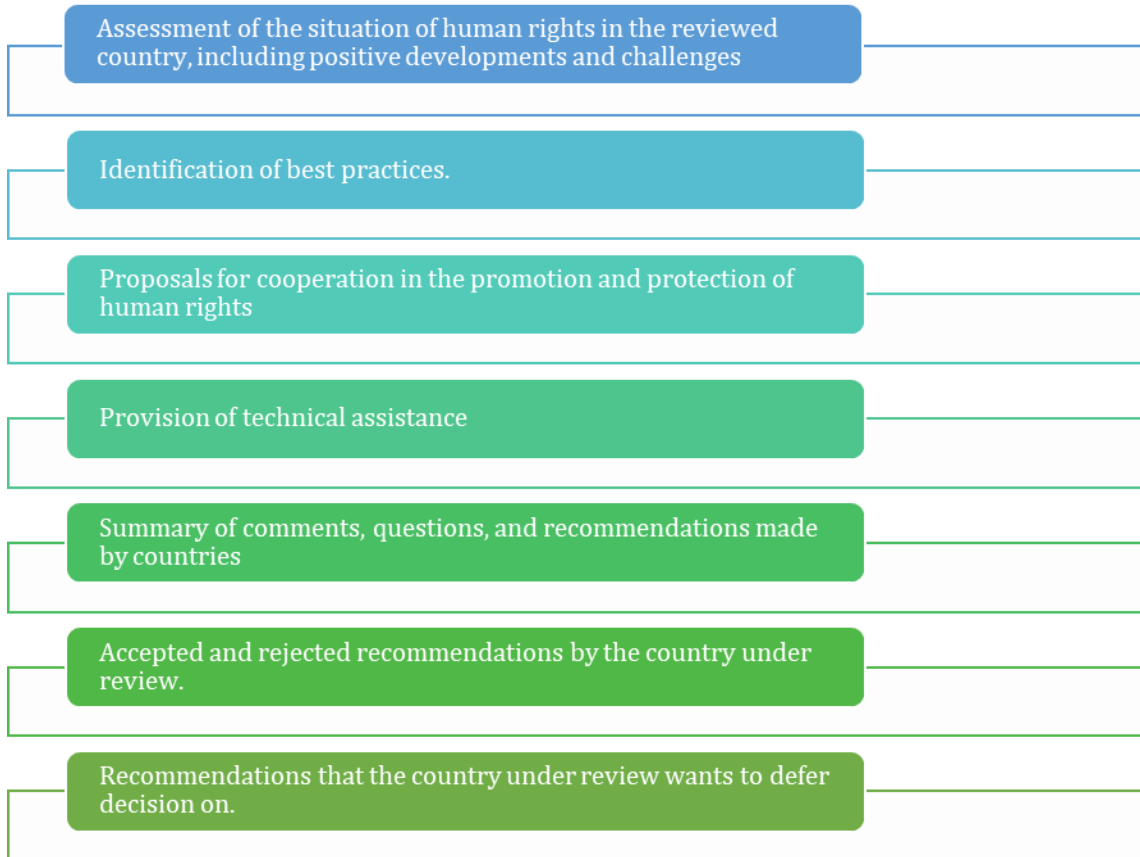 Assessment of the situation of human rights in the reviewed
country, including positive developments and challenges
Identification of best practices.
Proposals for cooperation in the promotion and protection of
human rights
Provision of technical assistance
Summary of comments, questions, and recommendations made
by countries
Accepted and rejected recommendations by the country under
review.
Recommendations that the country under review wants to defer
decision on.